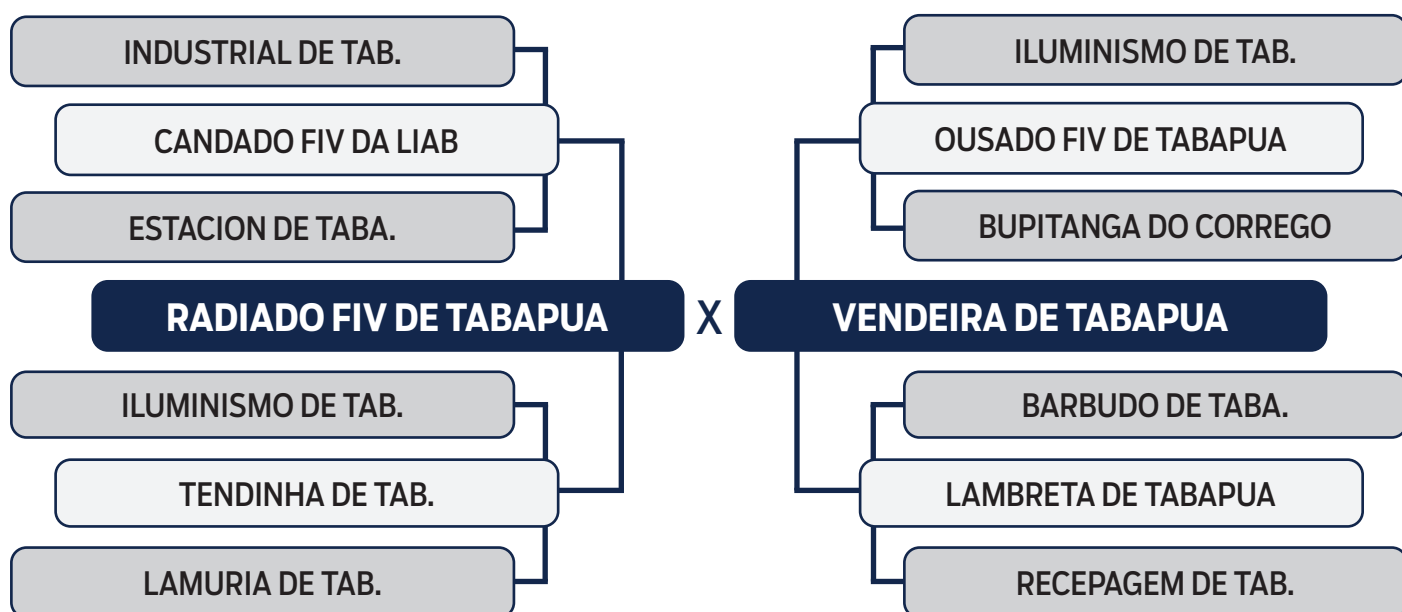 INDUSTRIAL DE TAB.
CANDADO FIV DA LIAB
ESTACION DE TABA.
RADIADO FIV DE TABAPUA
ILUMINISMO DE TAB.
TENDINHA DE TAB.
LAMURIA DE TAB.
X
ILUMINISMO DE TAB.
OUSADO FIV DE TABAPUA
BUPITANGA DO CORREGO
VENDEIRA DE TABAPUA
BARBUDO DE TABA.
LAMBRETA DE TABAPUA
RECEPAGEM DE TAB.